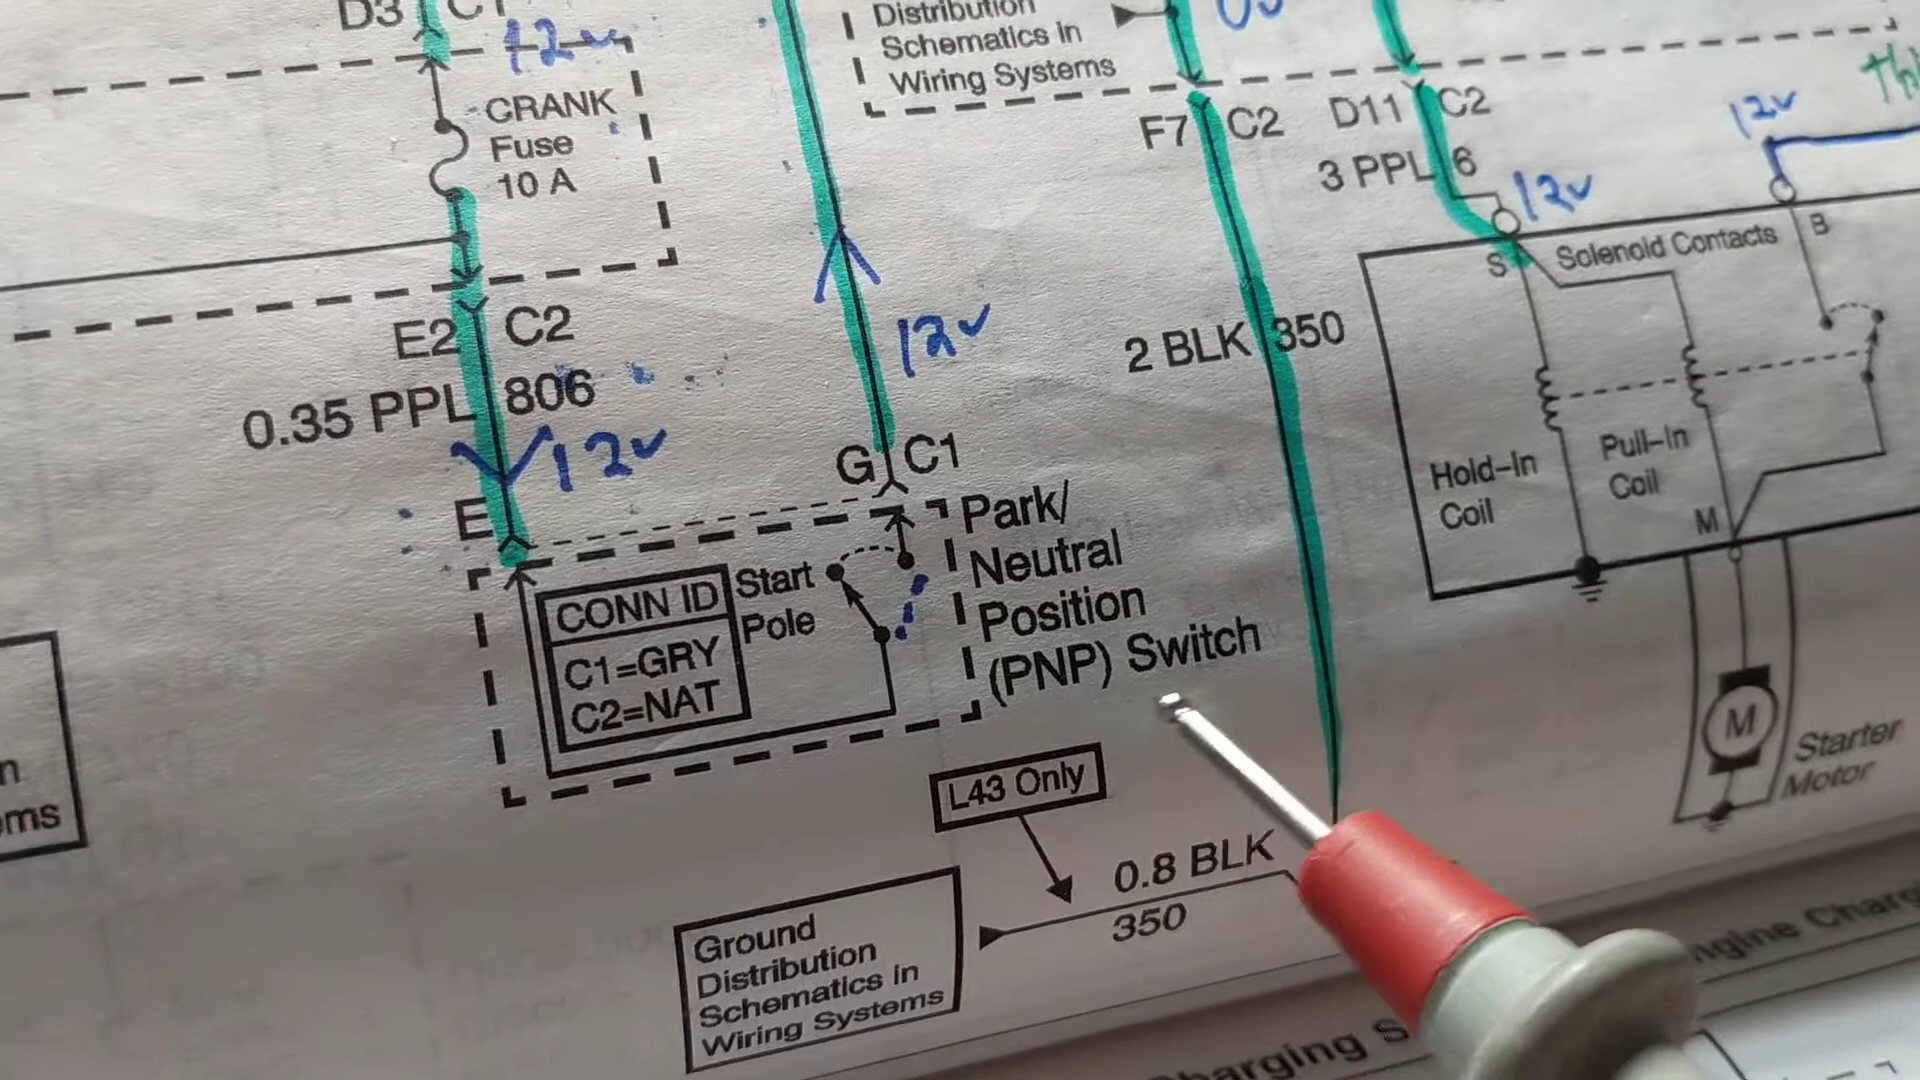 D3 C1
12v
CRANK
Fuse
10 A
Distribution
Schematics in
Wiring Systems
F7 C2
D11 C2
3 PPL 6
12v
12v
B
S
Solenoid Contacts
E2 C2
0.35 PPL 806
12v
E
12v
G C1
2 BLK 350
Hold-In
Coil
Pull-In
Coil
M
Park/
Neutral
Position
(PNP) Switch
CONN ID
C1=GRY
C2=NAT
Start
Pole
M
Starter
Motor
L43 Only
0.8 BLK
350
Ground
Distribution
Schematics in
Wiring Systems